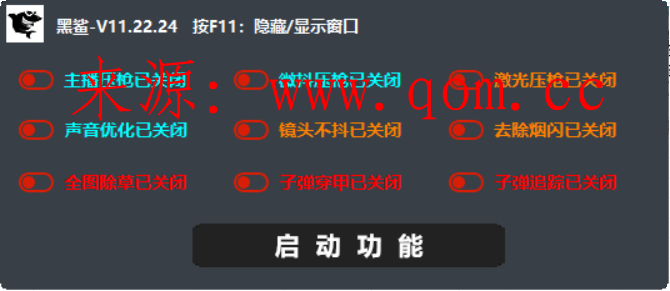 黑鲨-V11.22.24 按F11：隐藏/显示窗口
主播压枪已关闭 微抖压枪已关闭 激光压枪已关闭
来源：www.qom.cc
声音优化已关闭 镜头不抖已关闭 去除烟闪已关闭
全图除草已关闭 子弹穿甲已关闭 子弹追踪已关闭
启动功能